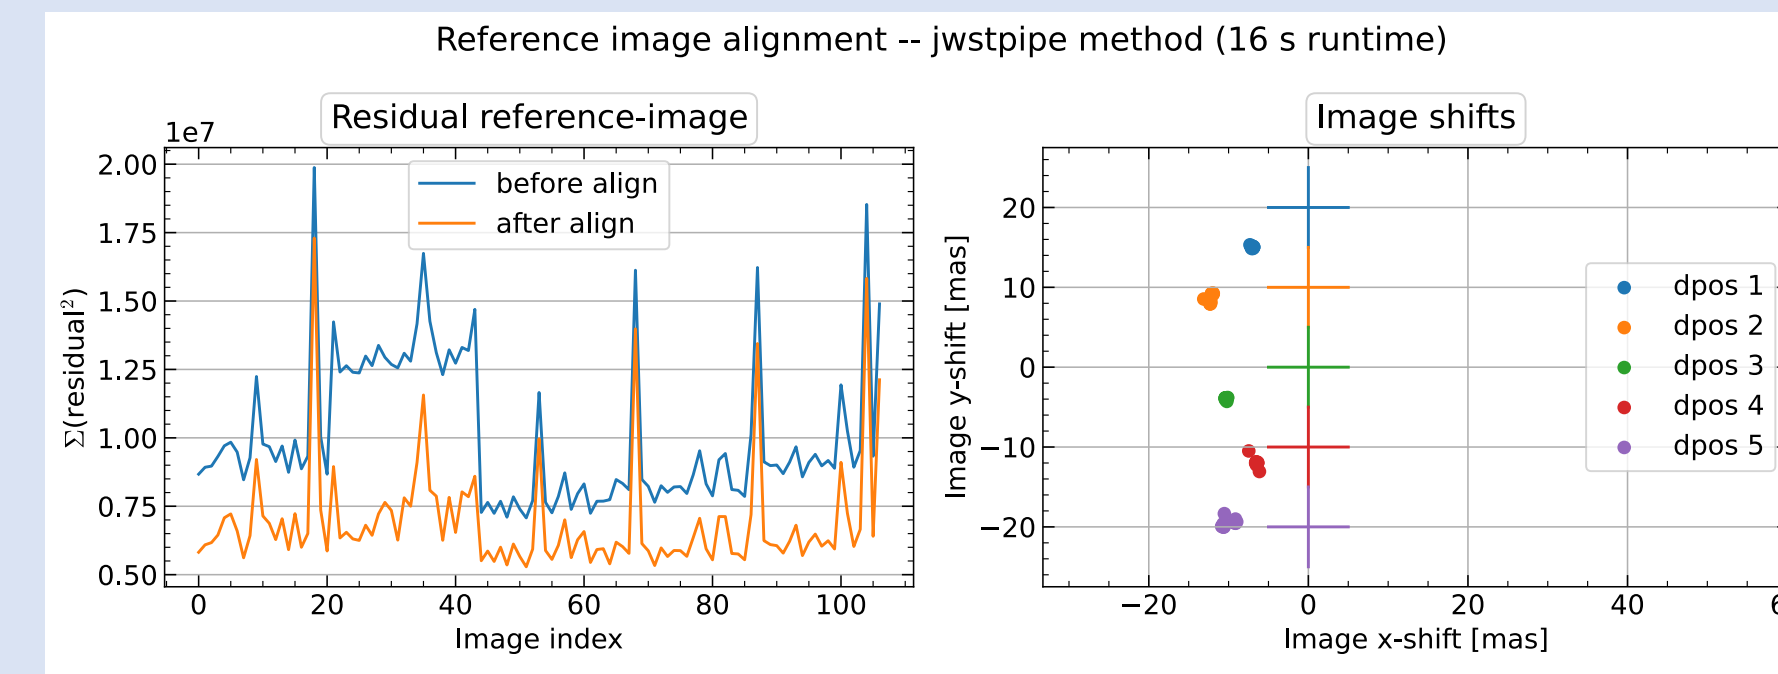 Reference image alignment -- jwstpipe method (16 s runtime)
Residual reference-image
1e7
2.00
1.75
1.50
1.25
1.00
0.75
0.50
Σ(residual²)
before align
after align
0 20 40 60 80 100
Image index
Image shifts
20
10
0
−10
−20
Image y-shift [mas]
dpos 1
dpos 2
dpos 3
dpos 4
dpos 5
−20 0 20 40
Image x-shift [mas]